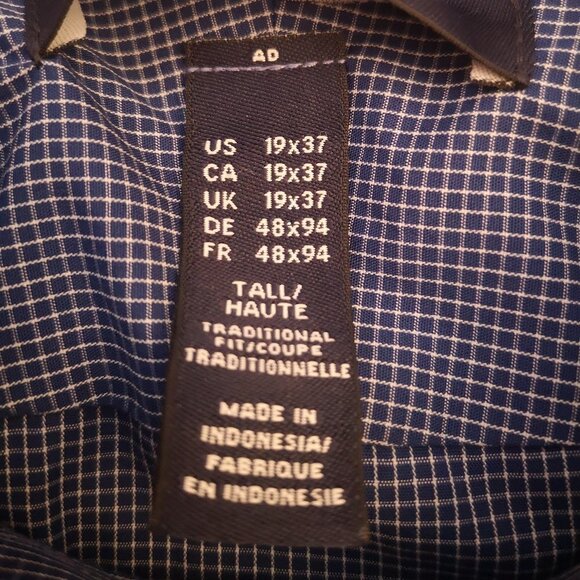 AD
US 19x37
CA 19x37
UK 19x37
DE 48x94
FR 48x94
TALL/
HAUTE
TRADITIONAL
FIT/COUPE
TRADITIONNELLE
MADE IN
INDONESIA/
FABRIQUE
EN INDONESIE